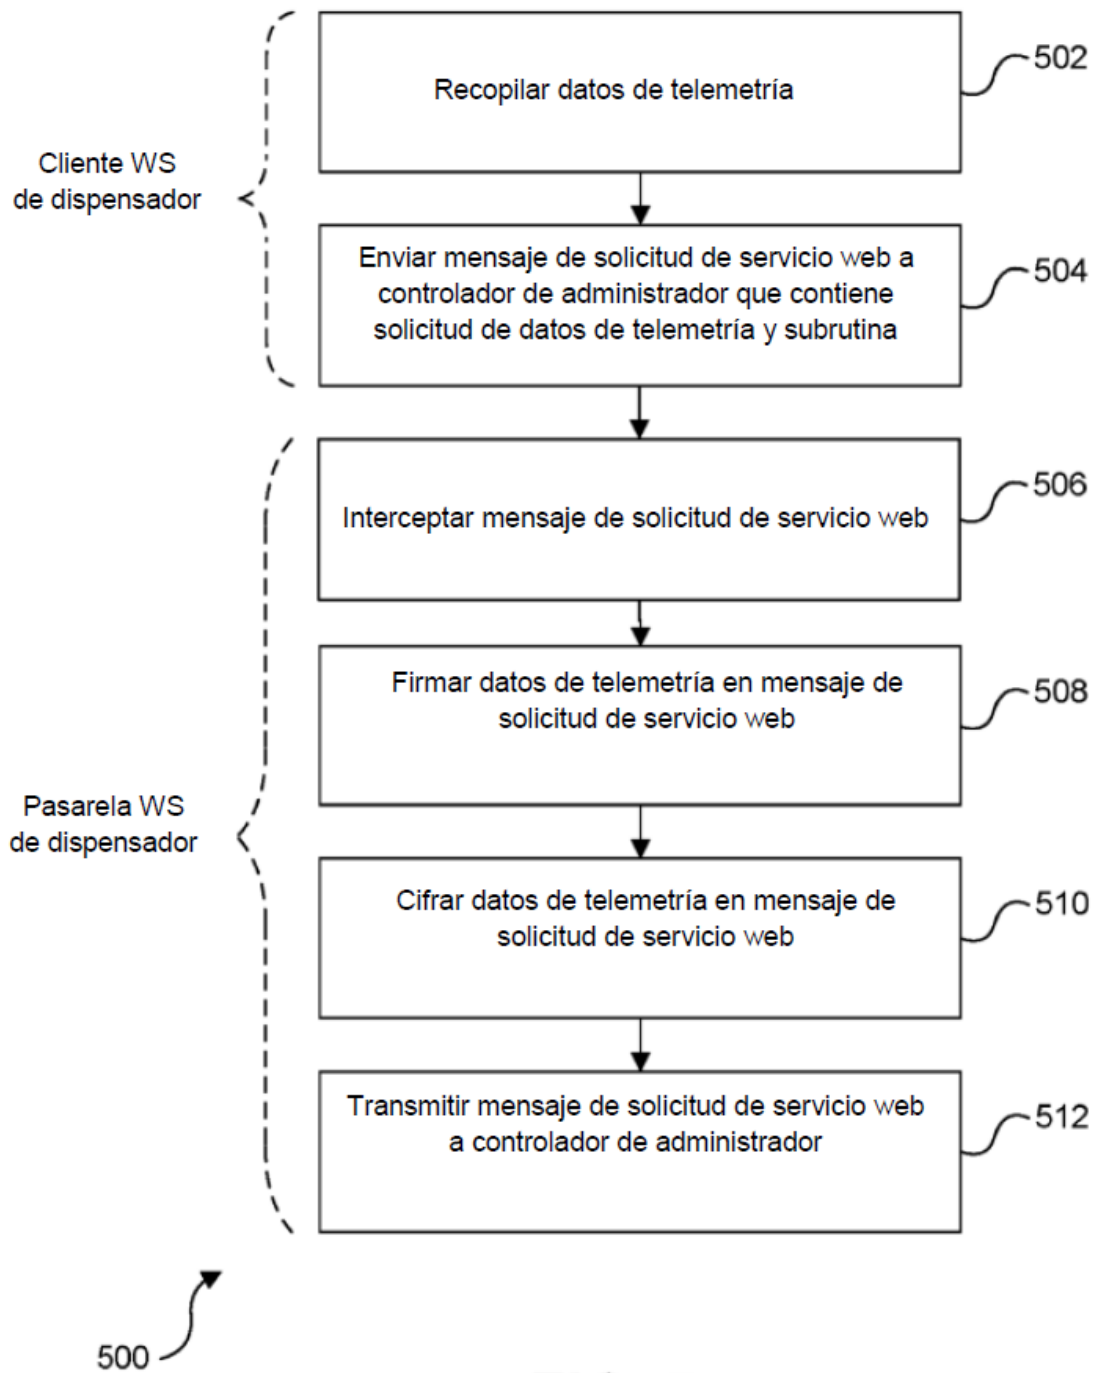 502
Recopilar datos de telemetría
Cliente WS
de dispensador
Enviar mensaje de solicitud de servicio web a
controlador de administrador que contiene
solicitud de datos de telemetría y subrutina
504
506
Interceptar mensaje de solicitud de servicio web
Firmar datos de telemetría en mensaje de
solicitud de servicio web
508
Pasarela WS
de dispensador
Cifrar datos de telemetría en mensaje de
solicitud de servicio web
510
Transmitir mensaje de solicitud de servicio web
a controlador de administrador
512
500